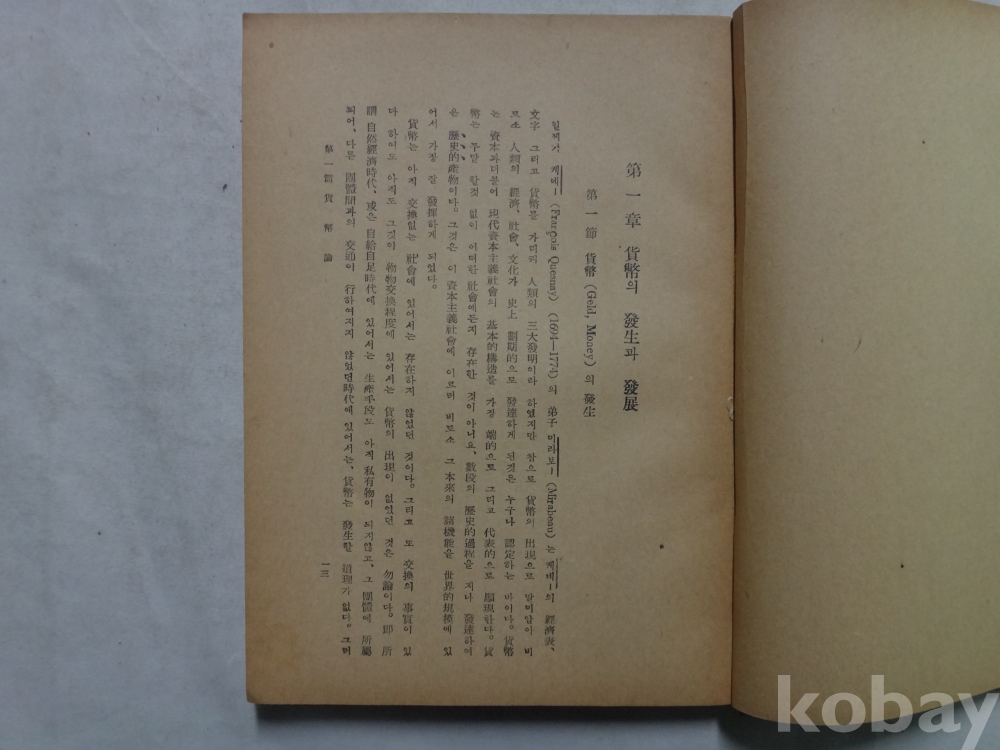 第一章 貨幣의 發生과 發展
第一節 貨幣 (Geld, Money) 의 發生
일찌기 께네ー (François Quesnay) (1694—1774)의 弟子 미라보ー (Mirabeau) 는 께네ー의 經濟表、
文字 그리고 貨幣를 가리켜 人類의 三大發明이라 하였지만 참으로 貨幣의 出現으로 말미암아 비
로소 人類의 經濟、社會、文化가 史上 劃期的으로 發達하게 된것은 누구나 認定하는 바이다。貨幣
는 資本과더불어 現代資本主義社會의 基本的構造를 가장 端的으로 그리고 代表的으로 顯現한다。貨
幣는 두말 할것 없이 어떠한 社會에든지 存在한 것이 아니요、數段의 歷史的過程을 지나 發達하여
온 歷史的產物이다。그것은 이 資本主義社會에 이르러 비로소 그 本來의 諸機能을 世界的規模에 있
어서 가장 잘 發揮하게 되었다。
貨幣는 아직 交換없는 社會에 있어서는 存在하지 않었던 것이다。그리고 또 交換의 事實이 있
다 하여도 아직도 그것이 物物交換程度에 있어서는 貨幣의 出現이 없었던 것은 勿論이다。即 所
謂 自然經濟時代、或은 自給自足時代에 있어서는 生產手段도 아직 私有物이 되지않고、그 團體에 所屬
되어、다른 團體間과의 交通이 行하여지지 않었던時代에 있어서는、貨幣는 發生할 道理가 없다。그러
第一編 貨幣論
一三
kobay